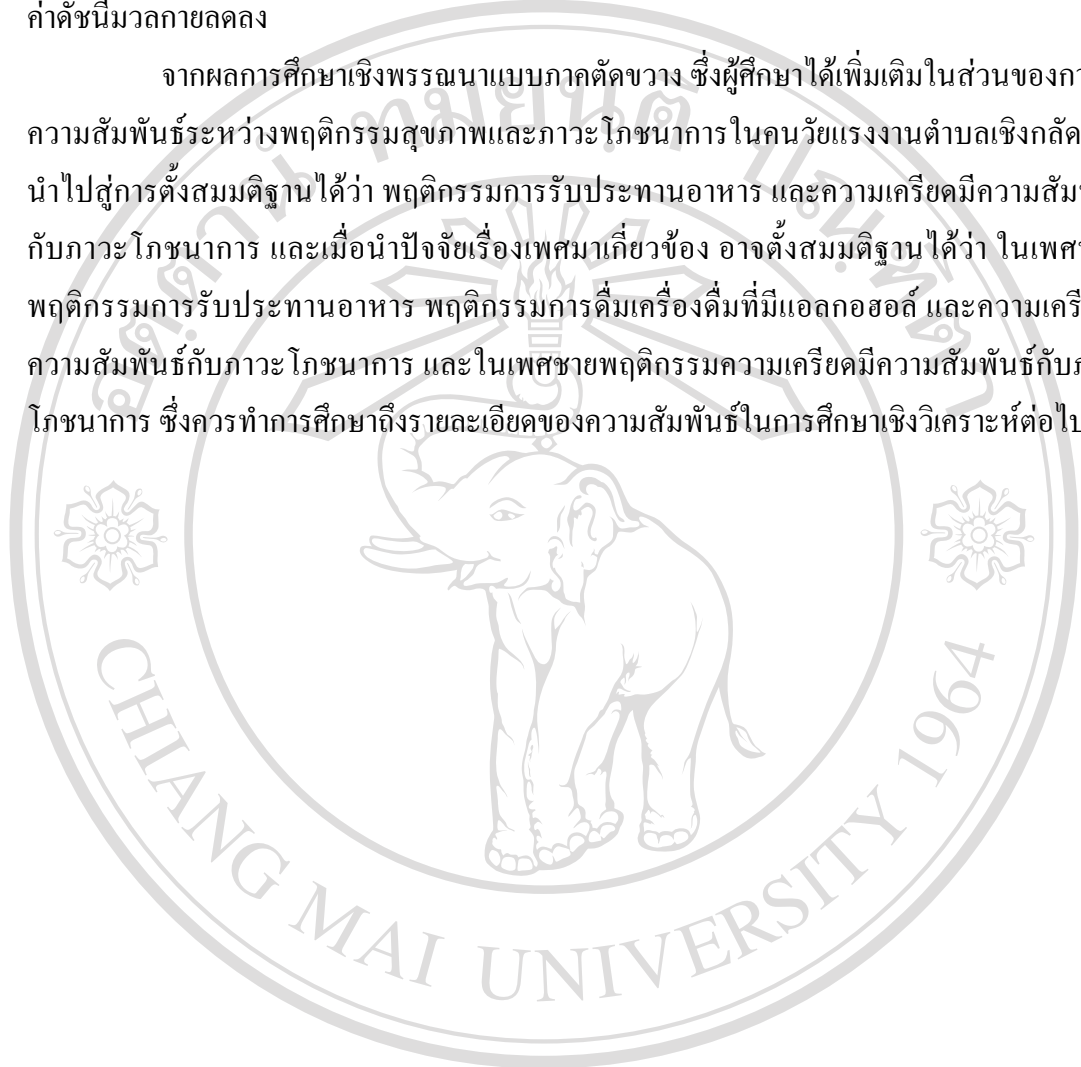 ค่าดัชนีมวลกายลดลง
จากผลการศึกษาเชิงพรรณนาแบบภาคตัดขวาง ซึ่งผู้ศึกษาได้เพิ่มเติมในส่วนของ
ความสัมพันธ์ระหว่างพฤติกรรมสุขภาพและภาวะโภชนาการในคนวัยแรงงานตำบลเชิงกลัด
นำไปสู่การตั้งสมมติฐานได้ว่า พฤติกรรมการรับประทานอาหาร และความเครียดมี
กับภาวะโภชนาการ และเมื่อนำปัจจัยเรื่องเพศมาเกี่ยวข้อง อาจตั้งสมมติฐานได้ว่า ใน
พฤติกรรมการรับประทานอาหาร พฤติกรรมการดื่มเครื่องดื่มที่มีแอลกอฮอล์ และ
ความสัมพันธ์กับภาวะโภชนาการ และในเพศชายพฤติกรรมความเครียดมีความสัมพันธ์กับ
โภชนาการ ซึ่งควรทำการศึกษาถึงรายละเอียดของความสัมพันธ์ในการศึกษาเชิงวิเคราะห์ต่อไป
CHIANG MAI UNIVERSITY 1964